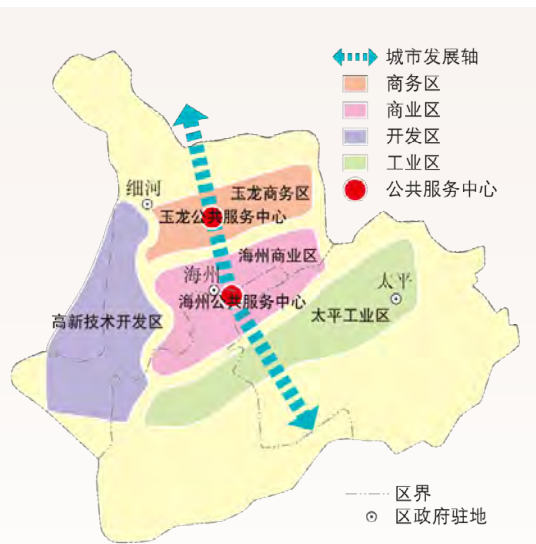 城市发展轴
商务区
商业区
开发区
工业区
公共服务中心
细河
玉龙商务区
玉龙公共服务中心
海州商业区
海州
海州公共服务中心
太平
太平工业区
高新技术开发区
区界
区政府驻地